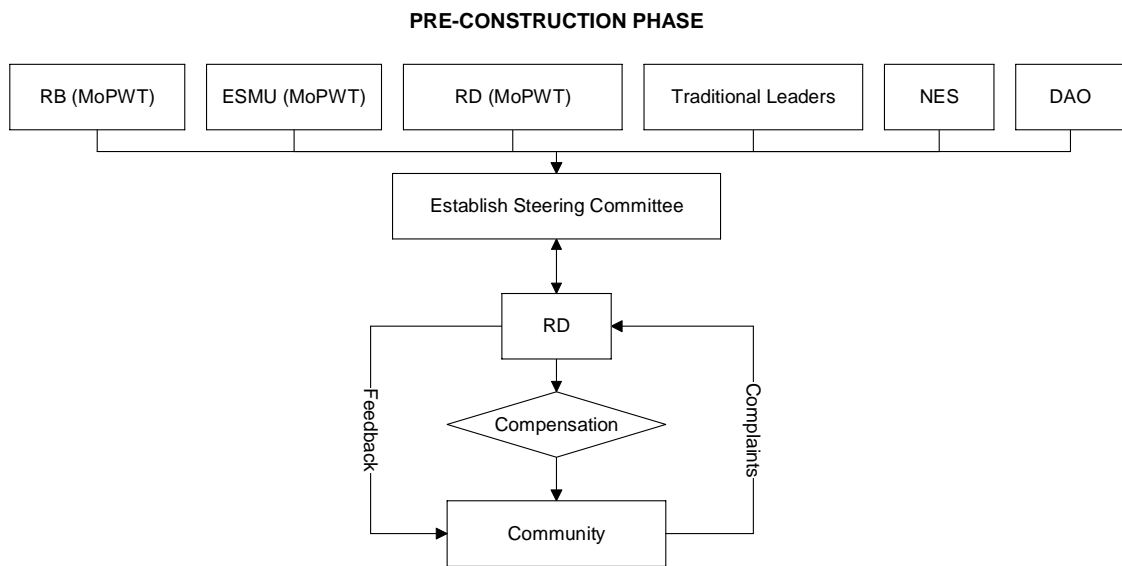 PRE-CONSTRUCTION PHASE
RB (MoPWT)
ESMU (MoPWT)
RD (MoPWT)
Traditional Leaders
NES
DAO
Establish Steering Committee
RD
Feedback
Compensation
Complaints
Community